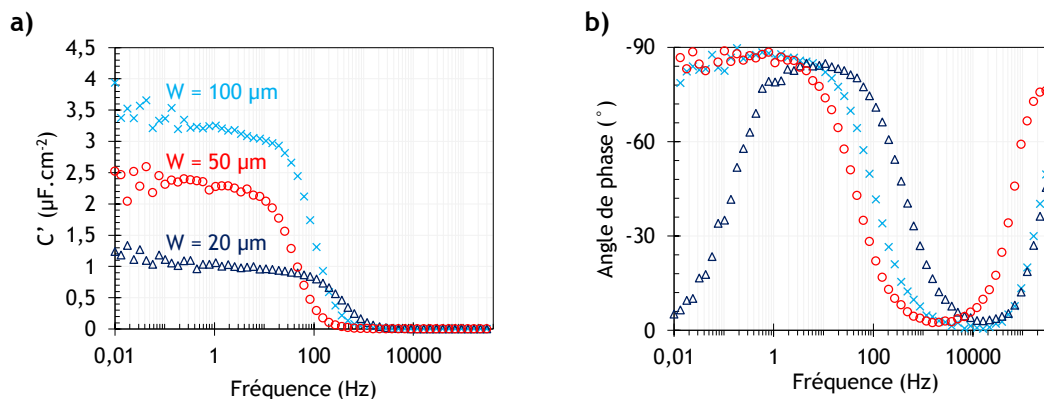 a)
C' (µF.cm⁻²)
4,5
4
3,5
3
2,5
2
1,5
1
0,5
0
W = 100 µm
W = 50 µm
W = 20 µm
0,01
1
100
10000
Fréquence (Hz)
b)
Angle de phase (°)
-90
-60
-30
0
0,01
1
100
10000
Fréquence (Hz)